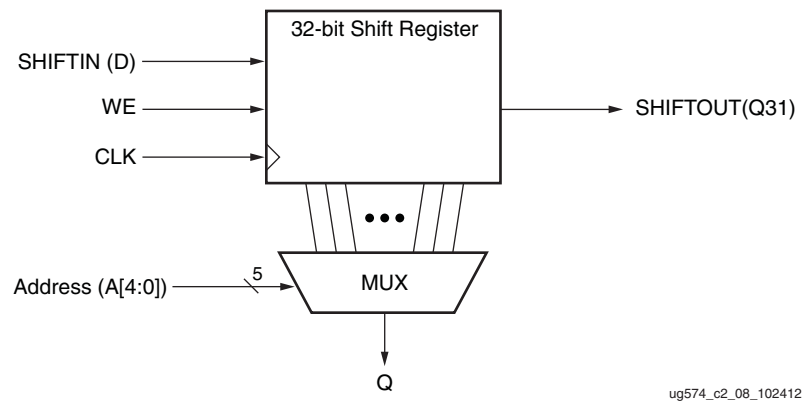 32-bit Shift Register
SHIFTIN (D)
SHIFTOUT(Q31)
WE
CLK
5
Address (A[4:0])
MUX
Q
ug574_c2_08_102412